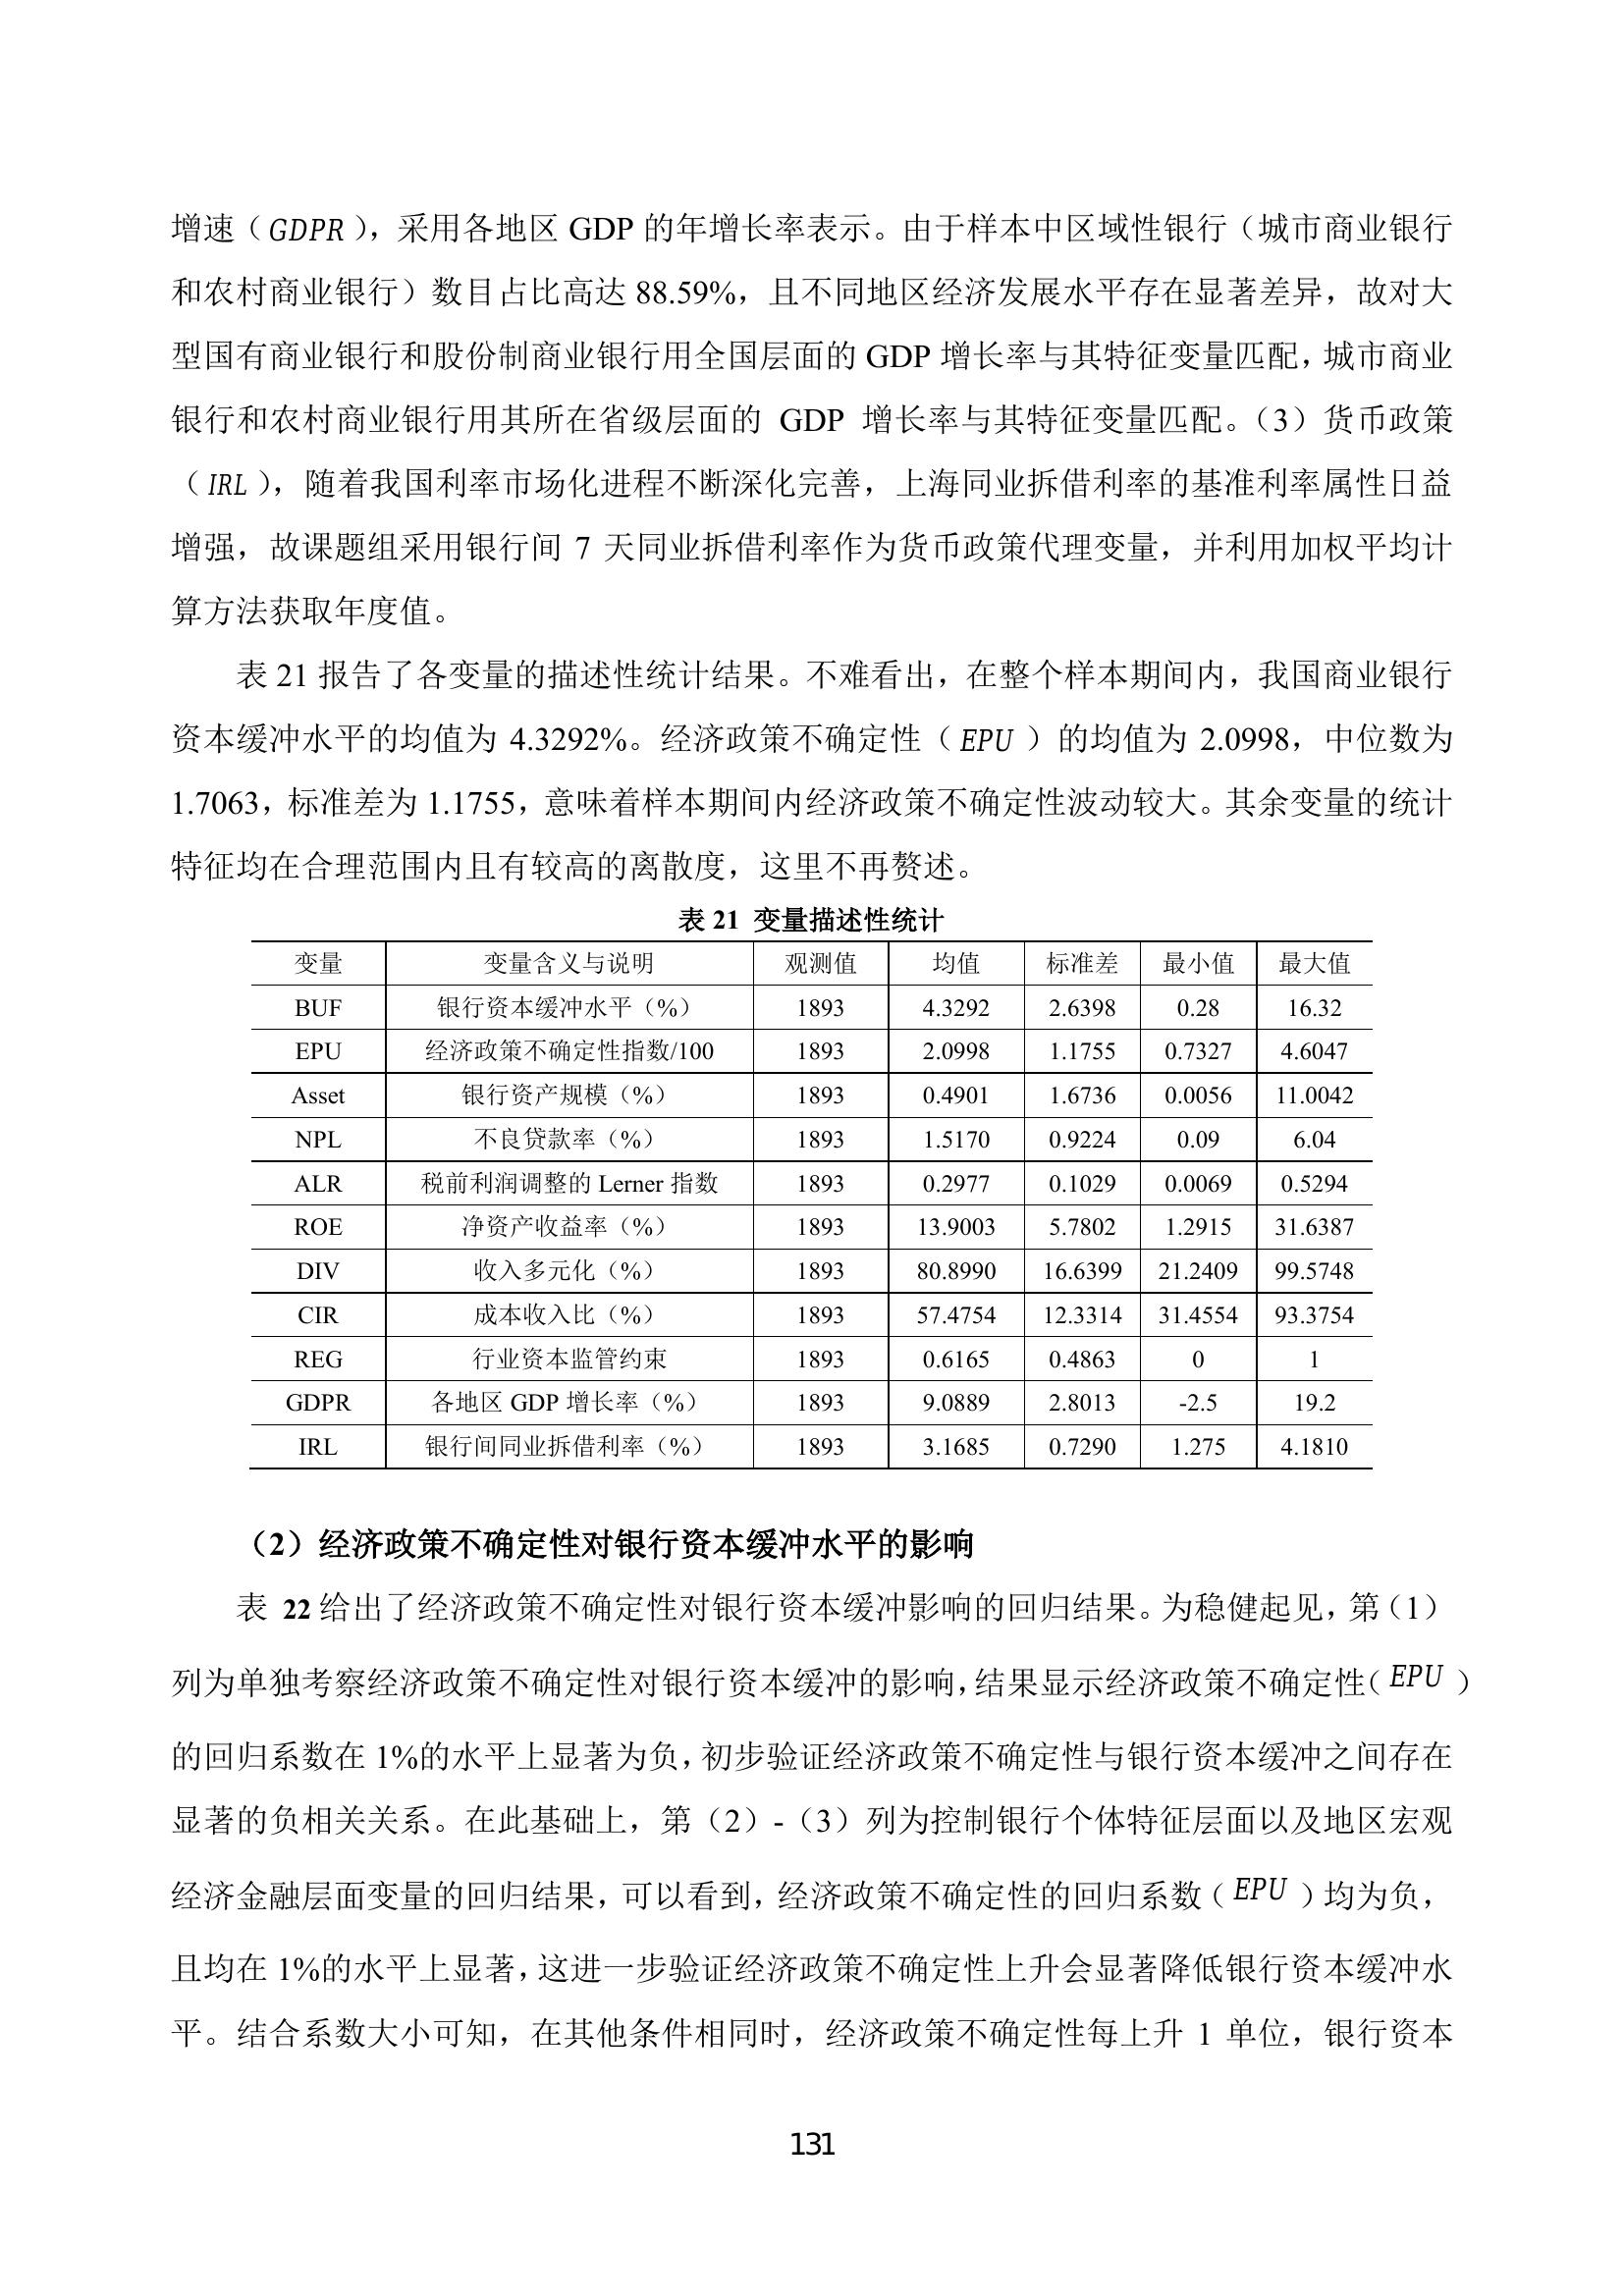 增速（GDPR），采用各地区 GDP 的年增长率表示。由于样本中区域性银行（城市商业银行
和农村商业银行）数目占比高达 88.59%，且不同地区经济发展水平存在显著差异，故对大
型国有商业银行和股份制商业银行用全国层面的 GDP 增长率与其特征变量匹配，城市商业
银行和农村商业银行用其所在省级层面的 GDP 增长率与其特征变量匹配。（3）货币政策
（IRL），随着我国利率市场化进程不断深化完善，上海同业拆借利率的基准利率属性日益
增强，故课题组采用银行间 7 天同业拆借利率作为货币政策代理变量，并利用加权平均计
算方法获取年度值。
表 21 报告了各变量的描述性统计结果。不难看出，在整个样本期间内，我国商业银行
资本缓冲水平的均值为 4.3292%。经济政策不确定性（EPU）的均值为 2.0998，中位数为
1.7063，标准差为 1.1755，意味着样本期间内经济政策不确定性波动较大。其余变量的统计
特征均在合理范围内且有较高的离散度，这里不再赘述。
表 21 变量描述性统计
变量 变量含义与说明 观测值 均值 标准差 最小值 最大值
BUF 银行资本缓冲水平（%） 1893 4.3292 2.6398 0.28 16.32
EPU 经济政策不确定性指数/100 1893 2.0998 1.1755 0.7327 4.6047
Asset 银行资产规模（%） 1893 0.4901 1.6736 0.0056 11.0042
NPL 不良贷款率（%） 1893 1.5170 0.9224 0.09 6.04
ALR 税前利润调整的 Lerner 指数 1893 0.2977 0.1029 0.0069 0.5294
ROE 净资产收益率（%） 1893 13.9003 5.7802 1.2915 31.6387
DIV 收入多元化（%） 1893 80.8990 16.6399 21.2409 99.5748
CIR 成本收入比（%） 1893 57.4754 12.3314 31.4554 93.3754
REG 行业资本监管约束 1893 0.6165 0.4863 0 1
GDPR 各地区 GDP 增长率（%） 1893 9.0889 2.8013 -2.5 19.2
IRL 银行间同业拆借利率（%） 1893 3.1685 0.7290 1.275 4.1810
（2）经济政策不确定性对银行资本缓冲水平的影响
表 22 给出了经济政策不确定性对银行资本缓冲影响的回归结果。为稳健起见，第（1）
列为单独考察经济政策不确定性对银行资本缓冲的影响，结果显示经济政策不确定性（EPU）
的回归系数在 1%的水平上显著为负，初步验证经济政策不确定性与银行资本缓冲之间存在
显著的负相关关系。在此基础上，第（2）-（3）列为控制银行个体特征层面以及地区宏观
经济金融层面变量的回归结果，可以看到，经济政策不确定性的回归系数（EPU）均为负，
且均在 1%的水平上显著，这进一步验证经济政策不确定性上升会显著降低银行资本缓冲水
平。结合系数大小可知，在其他条件相同时，经济政策不确定性每上升 1 单位，银行资本
131